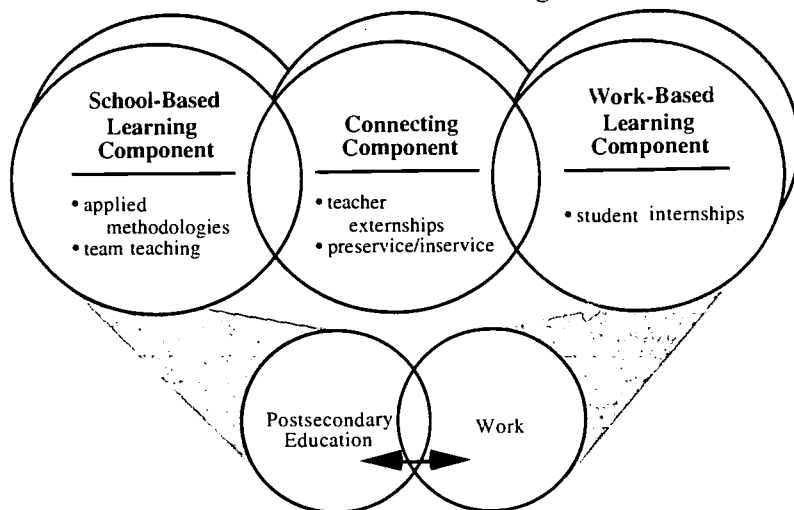 School-Based
Learning
Component
• applied
methodologies
• team teaching
Connecting
Component
• teacher
externships
• preservice/inservice
Work-Based
Learning
Component
• student internships
Postsecondary
Education
Work